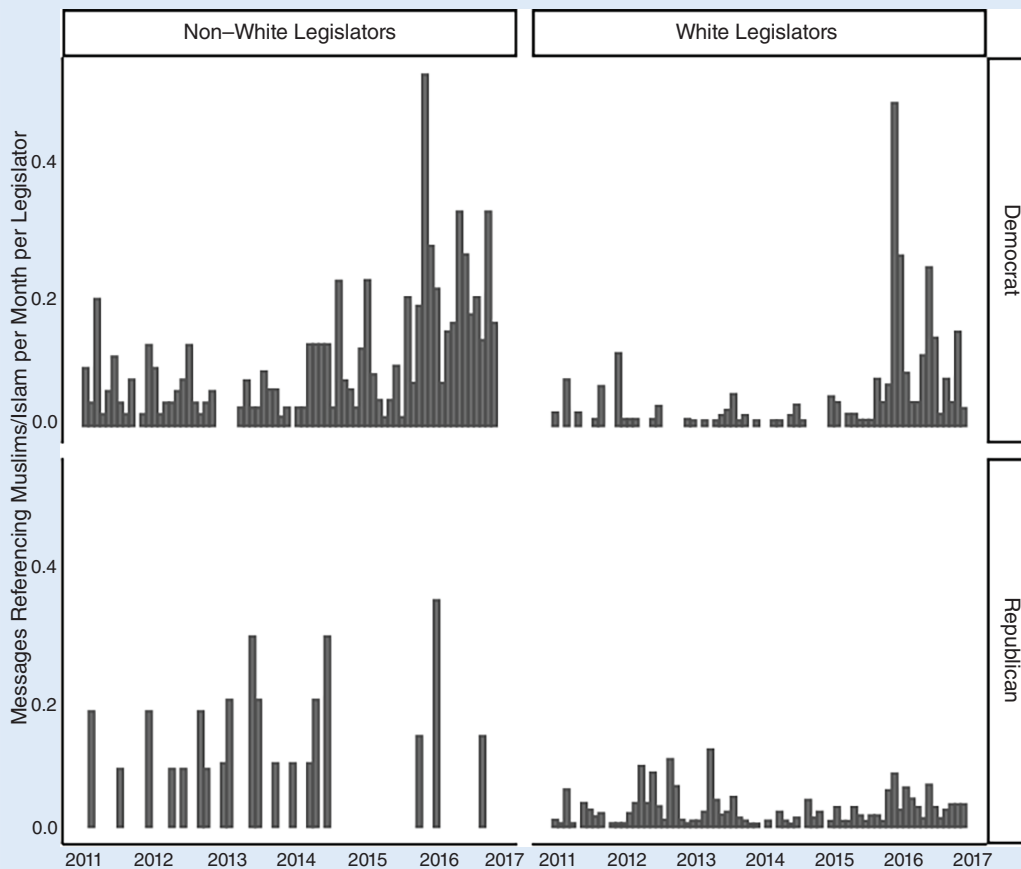 Non–White Legislators
White Legislators
Messages Referencing Muslims/Islam per Month per Legislator
0.4
0.2
0.0
Democrat
0.4
0.2
0.0
Republican
2011 2012 2013 2014 2015 2016 2017
2011 2012 2013 2014 2015 2016 2017